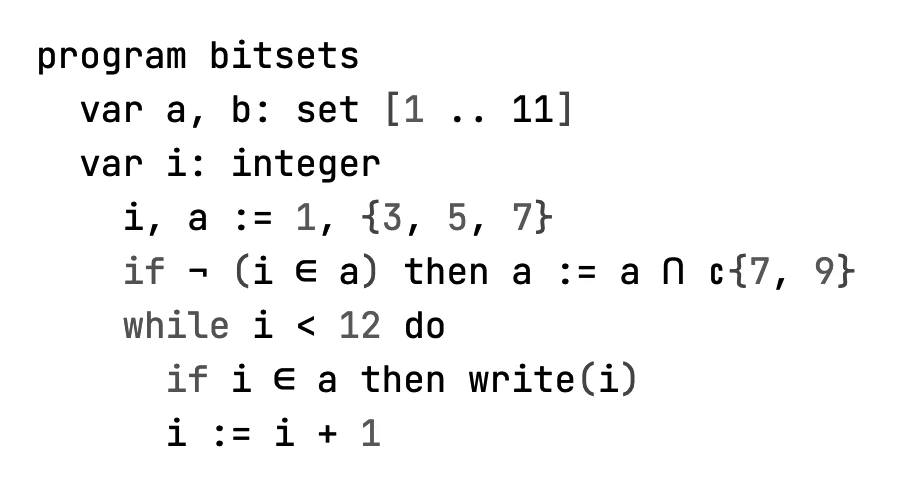 program bitsets
var a, b: set [1 .. 11]
var i: integer
i, a := 1, {3, 5, 7}
if ¬ (i ∈ a) then a := a ∩ ∁{7, 9}
while i < 12 do
if i ∈ a then write(i)
i := i + 1